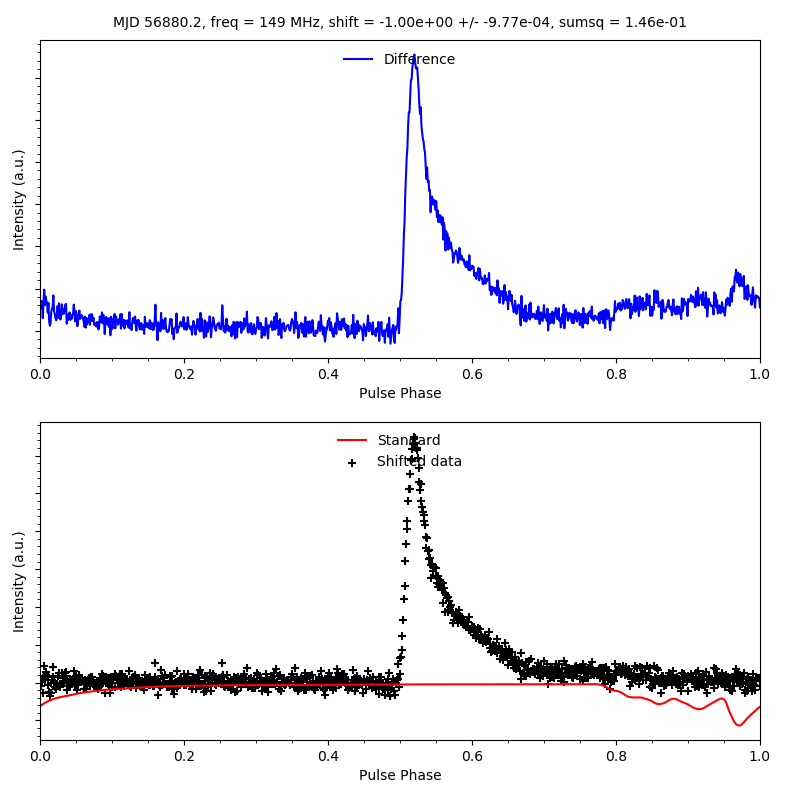 MJD 56880.2, freq = 149 MHz, shift = -1.00e+00 +/- -9.77e-04, sumsq = 1.46e-01
Difference
Intensity (a.u.)
0.0 0.2 0.4 0.6 0.8 1.0
Pulse Phase
Standard
Shifted data
Intensity (a.u.)
0.0 0.2 0.4 0.6 0.8 1.0
Pulse Phase